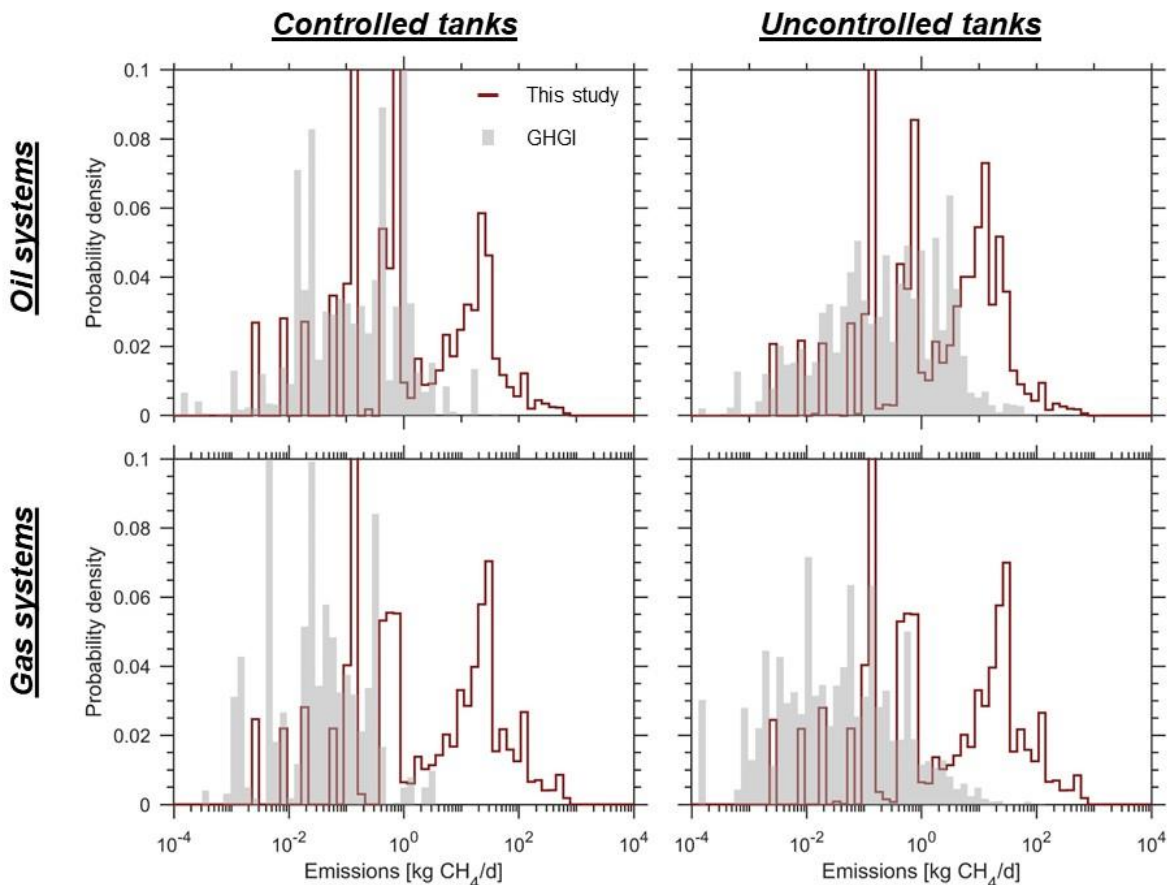 Controlled tanks
Uncontrolled tanks
Oil systems
Probability density
0.1
0.08
0.06
0.04
0.02
0
This study
GHGI
Gas systems
Probability density
0.1
0.08
0.06
0.04
0.02
0
10-4
10-2
100
102
104
10-4
10-2
100
102
104
Emissions [kg CH4/d]
Emissions [kg CH4/d]